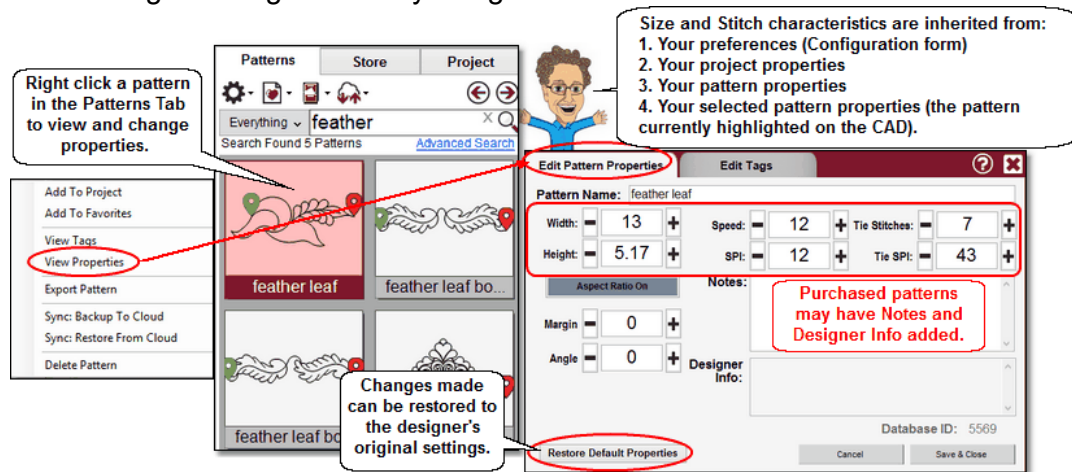 Size and Stitch characteristics are inherited from:
1. Your preferences (Configuration form)
2. Your project properties
3. Your pattern properties
4. Your selected pattern properties (the pattern
currently highlighted on the CAD).
Right click a pattern
in the Patterns Tab
to view and change
properties.
Patterns
Store
Project
Everything
feather
X
Search Found 5 Patterns
Advanced Search
feather leaf
feather leaf bo...
feather leaf bo
Add To Project
Add To Favorites
View Tags
View Properties
Export Pattern
Sync: Backup To Cloud
Sync: Restore From Cloud
Delete Pattern
Edit Pattern Properties
Edit Tags
?
Pattern Name: feather leaf
Width: 13
Speed: 12
Tie Stitches: 7
Height: 5.17
SPI: 12
Tie SPI: 43
Aspect Ratio On
Notes:
Purchased patterns
may have Notes and
Designer Info added.
Margin 0
Angle 0
Designer
Info:
Changes made
can be restored to
the designer's
original settings.
Database ID: 5569
Restore Default Properties
Cancel
Save & Close